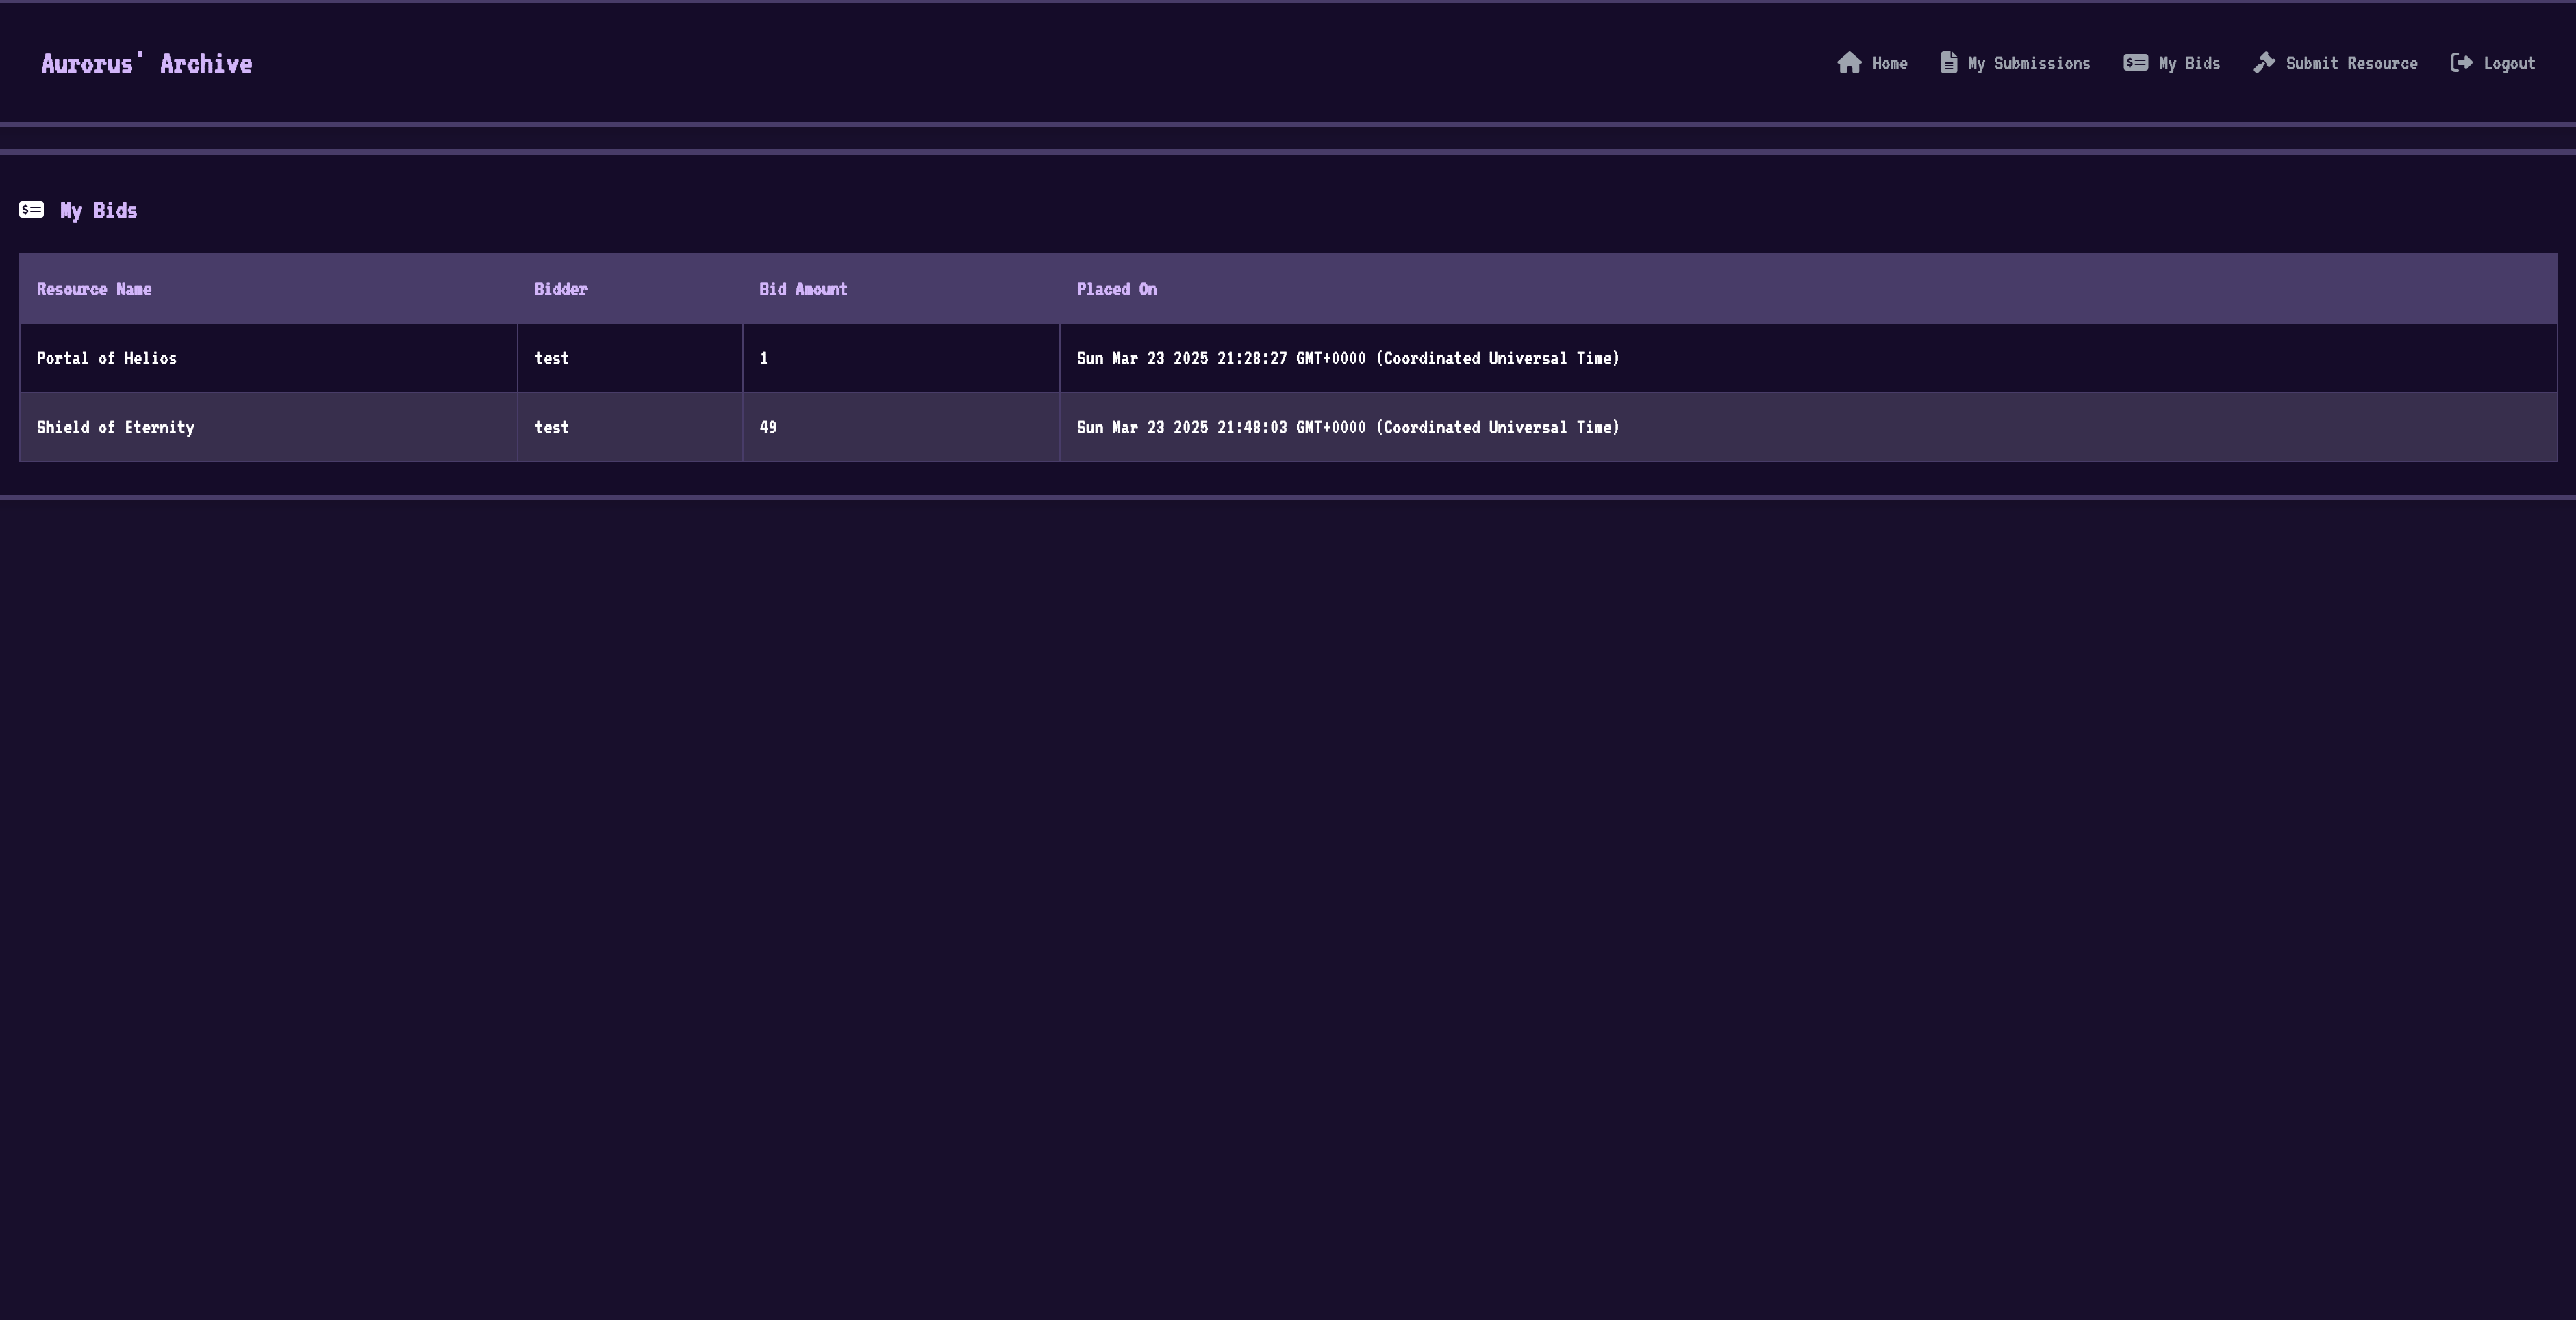 Aurorus' Archive
Home My Submissions My Bids Submit Resource Logout
My Bids
Resource Name Bidder Bid Amount Placed On
Portal of Helios test 1 Sun Mar 23 2025 21:28:27 GMT+0000 (Coordinated Universal Time)
Shield of Eternity test 49 Sun Mar 23 2025 21:48:03 GMT+0000 (Coordinated Universal Time)